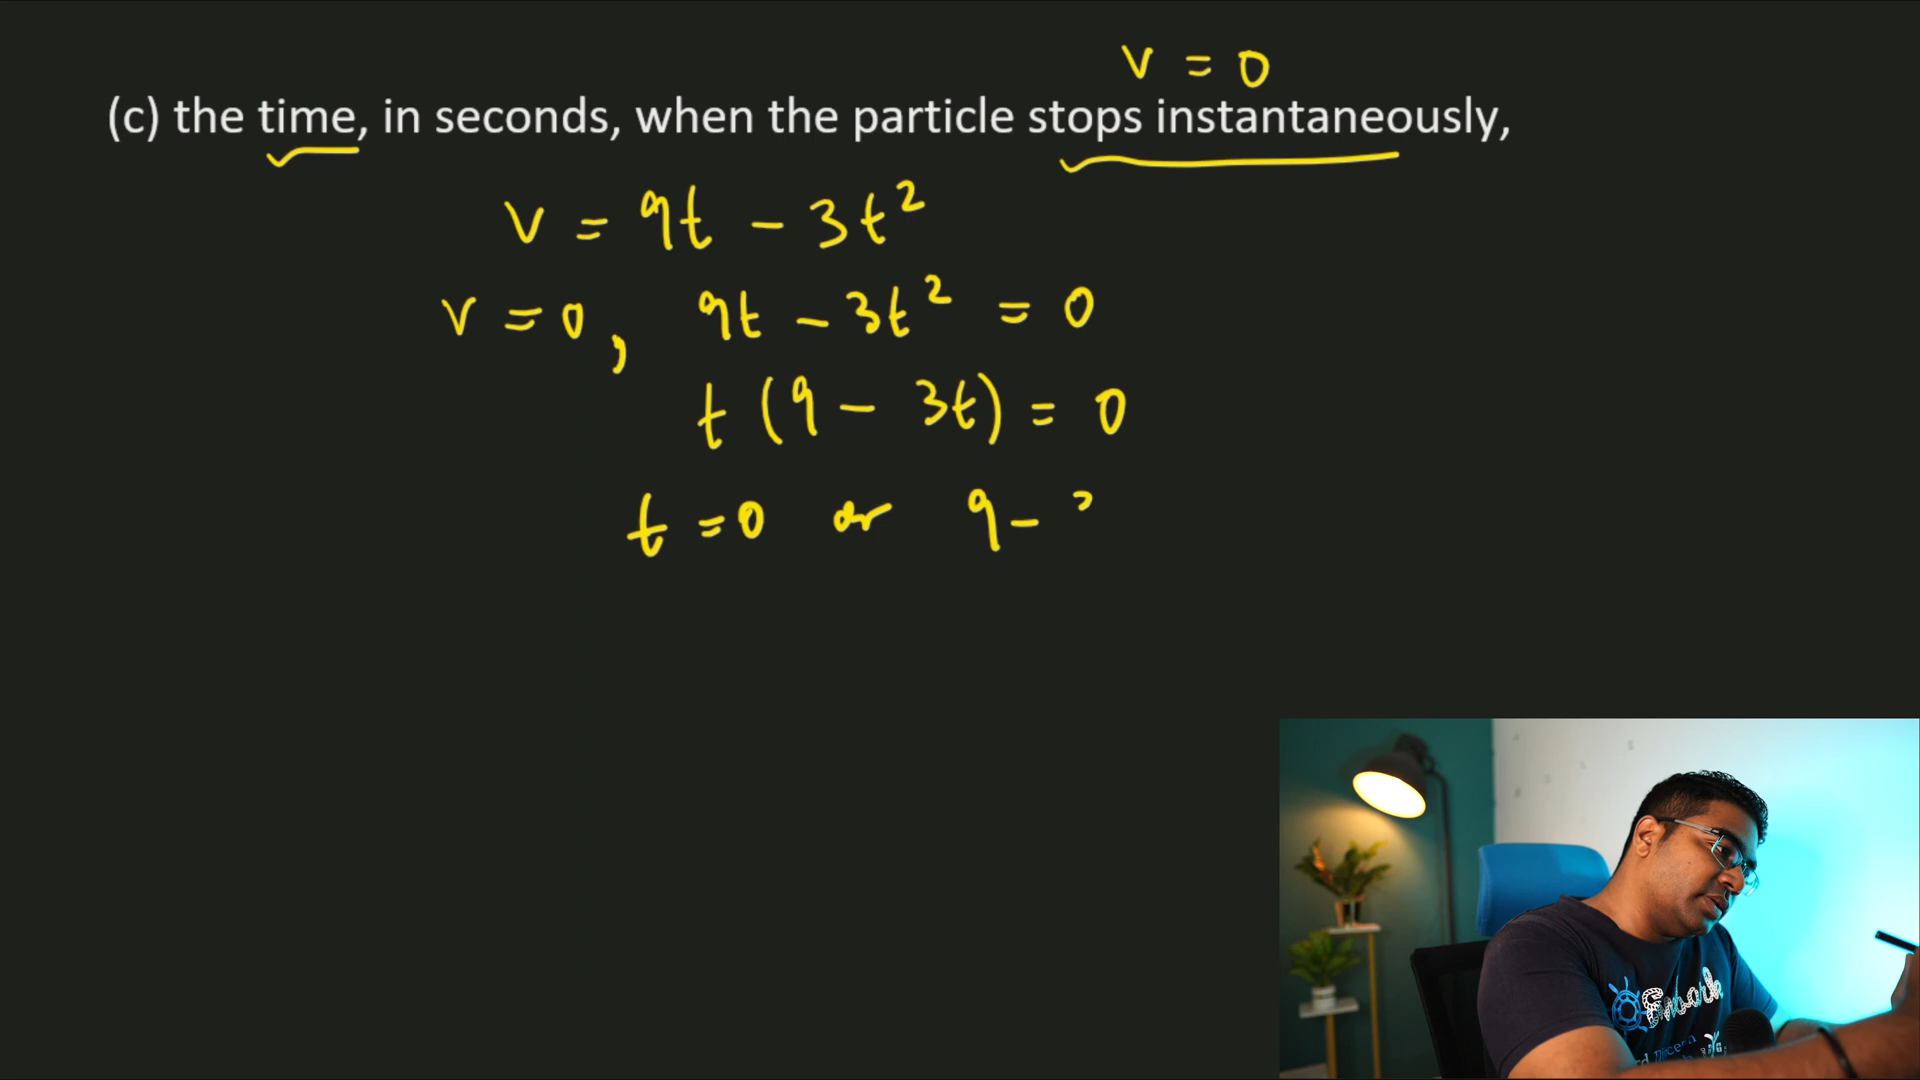 v = 0
(c) the time, in seconds, when the particle stops instantaneously,
v = 9t - 3t²
v = 0, 9t - 3t² = 0
t (9 - 3t) = 0
t = 0 or 9 -